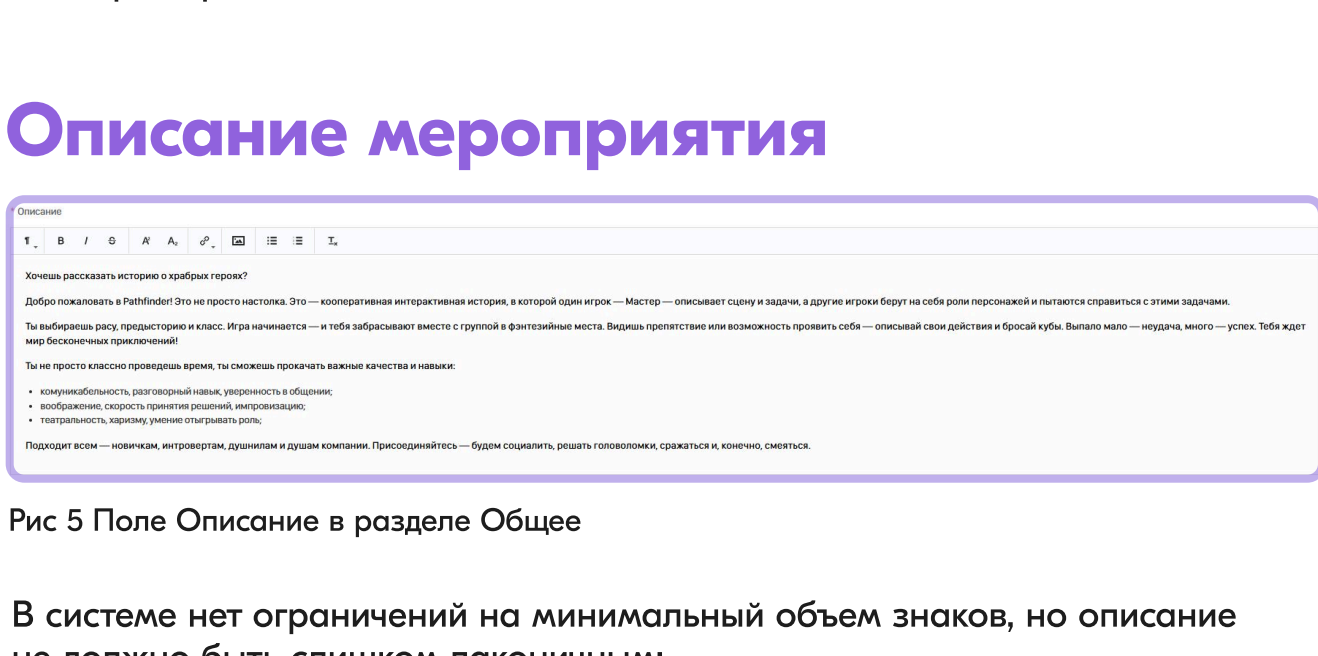 Описание мероприятия
* Описание
Хочешь рассказать историю о храбрых героях?
Добро пожаловать в Pathfinder! Это не просто настолка. Это — кооперативная интерактивная история, в которой один игрок — Мастер — описывает сцену и задачи, а другие игроки берут на себя роли персонажей и пытаются справиться с этими задачами.
Ты выбираешь расу, предысторию и класс. Игра начинается — и тебя забрасывают вместе с группой в фэнтезийные места. Видишь препятствие или возможность проявить себя — описывай свои действия и бросай кубы. Выпало мало — неудача, много — успех. Тебя ждет
мир бесконечных приключений!
Ты не просто классно проведешь время, ты сможешь прокачать важные качества и навыки:
• комуникабельность, разговорный навык, уверенность в общении;
• воображение, скорость принятия решений, импровизацию;
• театральность, харизму, умение отыгрывать роль;
Подходит всем — новичкам, интровертам, душнилам и душам компании. Присоединяйтесь — будем социалить, решать головоломки, сражаться и, конечно, смеяться.
Рис 5 Поле Описание в разделе Общее
В системе нет ограничений на минимальный объем знаков, но описание
не должно быть слишком лаконичным: